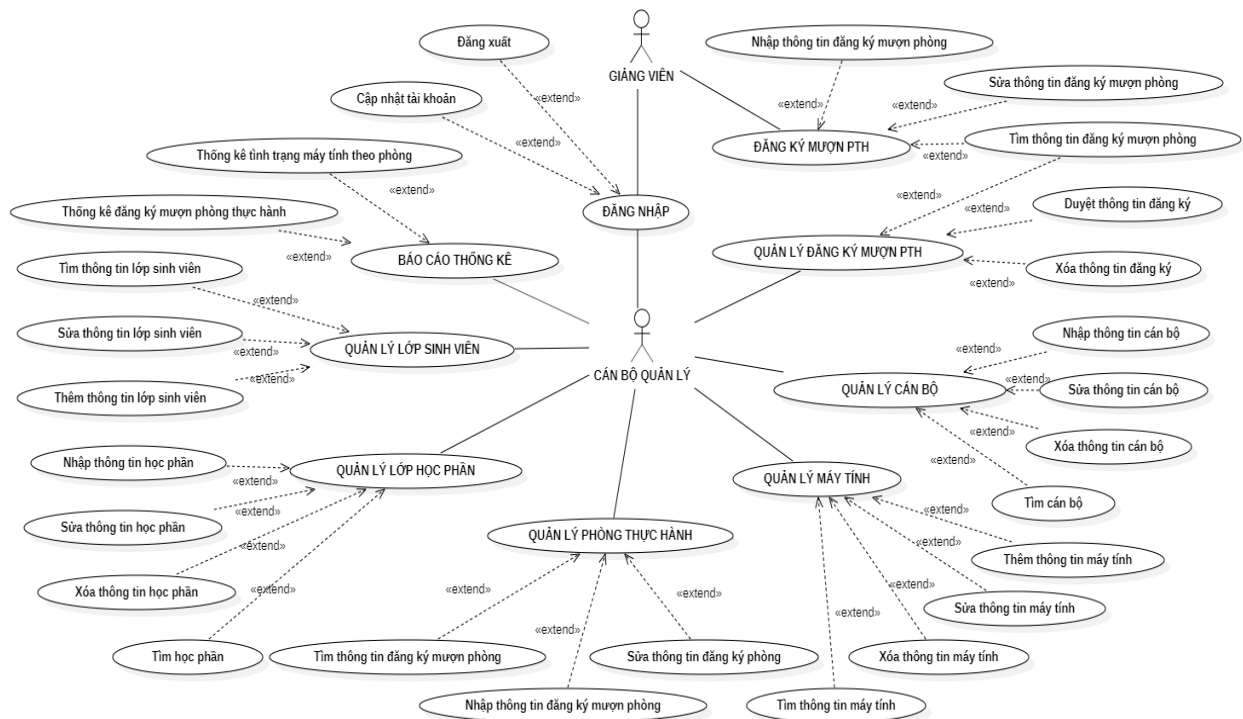 Đăng xuất
Nhập thông tin đăng ký mượn phòng
GIẢNG VIÊN
Sửa thông tin đăng ký mượn phòng
Cập nhật tài khoản
«extend»
«extend»
«extend»
«extend»
Tìm thông tin đăng ký mượn phòng
ĐĂNG KÝ MƯỢN PTH
Thống kê tình trạng máy tính theo phòng
«extend»
«extend»
«extend»
«extend»
Duyệt thông tin đăng ký
Thống kê đăng ký mượn phòng thực hành
ĐĂNG NHẬP
«extend»
«extend»
BÁO CÁO THỐNG KÊ
QUẢN LÝ ĐĂNG KÝ MƯỢN PTH
Tìm thông tin lớp sinh viên
Xóa thông tin đăng ký
«extend»
«extend»
Sửa thông tin lớp sinh viên
Nhập thông tin cán bộ
«extend»
QUẢN LÝ LỚP SINH VIÊN
«extend»
«extend»
CÁN BỘ QUẢN LÝ
«extend»
QUẢN LÝ CÁN BỘ
Sửa thông tin cán bộ
Thêm thông tin lớp sinh viên
«extend»
Xóa thông tin cán bộ
Nhập thông tin học phần
QUẢN LÝ LỚP HỌC PHẦN
«extend»
«extend»
QUẢN LÝ MÁY TÍNH
«extend»
Tìm cán bộ
Sửa thông tin học phần
QUẢN LÝ PHÒNG THỰC HÀNH
«extend»
«extend»
Thêm thông tin máy tính
Xóa thông tin học phần
«extend»
«extend»
«extend»
Sửa thông tin máy tính
«extend»
«extend»
«extend»
«extend»
Tìm học phần
Tìm thông tin đăng ký mượn phòng
Sửa thông tin đăng ký phòng
Xóa thông tin máy tính
Nhập thông tin đăng ký mượn phòng
Tìm thông tin máy tính